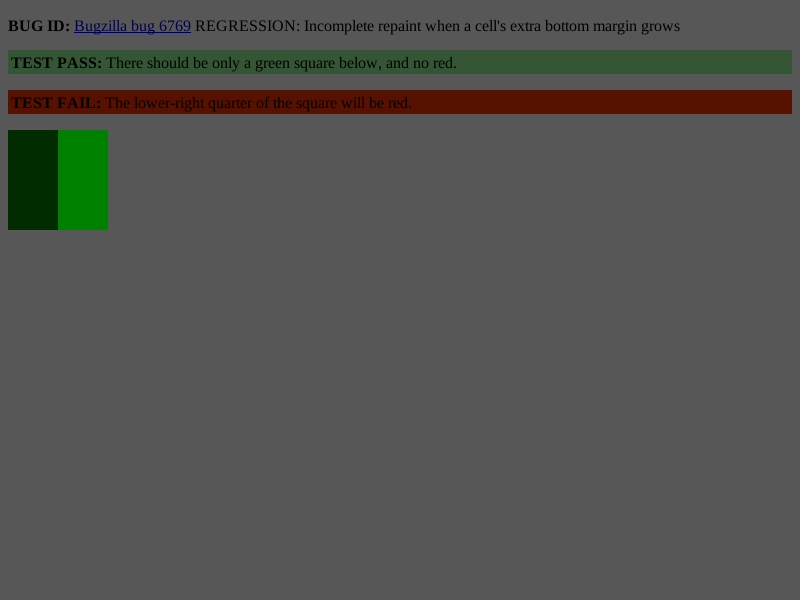 BUG ID: Bugzilla bug 6769 REGRESSION: Incomplete repaint when a cell's extra bottom margin grows
TEST PASS: There should be only a green square below, and no red.
TEST FAIL: The lower-right quarter of the square will be red.